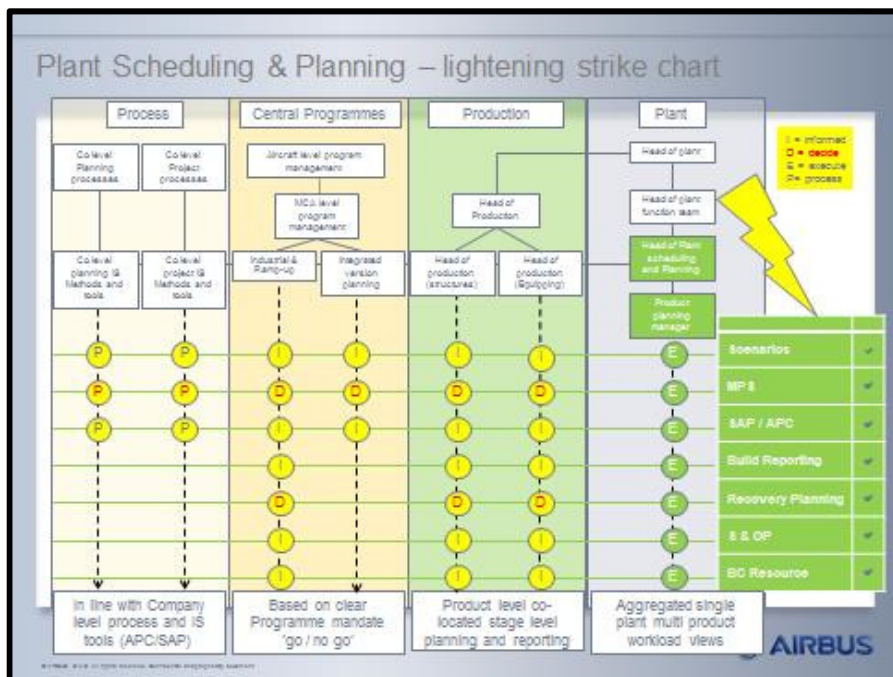 Plant Scheduling & Planning – lightening strike chart
Process
Central Programmes
Production
Plant
I = informed
D = decide
E = execute
P= process
Co level
Planning
processes
Co level
Project
processes
Aircraft level program
management
Head of plant
MCA level
program
management
Head of
Production
Head of plant
function team
Co level
planning IS
Methods and
tools
Co level
project IS
Methods and
tools
Industrial &
Ramp-up
Integrated
version
planning
Head of
production
(structures)
Head of
production
(Equipping)
Head of Plant
scheduling
and Planning
Product
planning
manager
P P I I I I E Scenarios
P P D D D D E MPS
P P I I I I E SAP / APC
I I I E Build Reporting
D D D E Recovery Planning
I I I E S & OP
I I I E BC Resource
In line with Company
level process and IS
tools (APC/SAP)
Based on clear
Programme mandate
'go / no go'
Product level co-
located stage level
planning and reporting
Aggregated single
plant multi product
workload views
AIRBUS